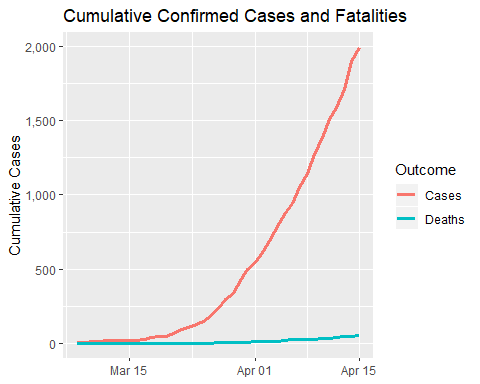 Cumulative Confirmed Cases and Fatalities
2,000
1,500
1,000
500
0
Cumulative Cases
Mar 15
Apr 01
Apr 15
Outcome
Cases
Deaths